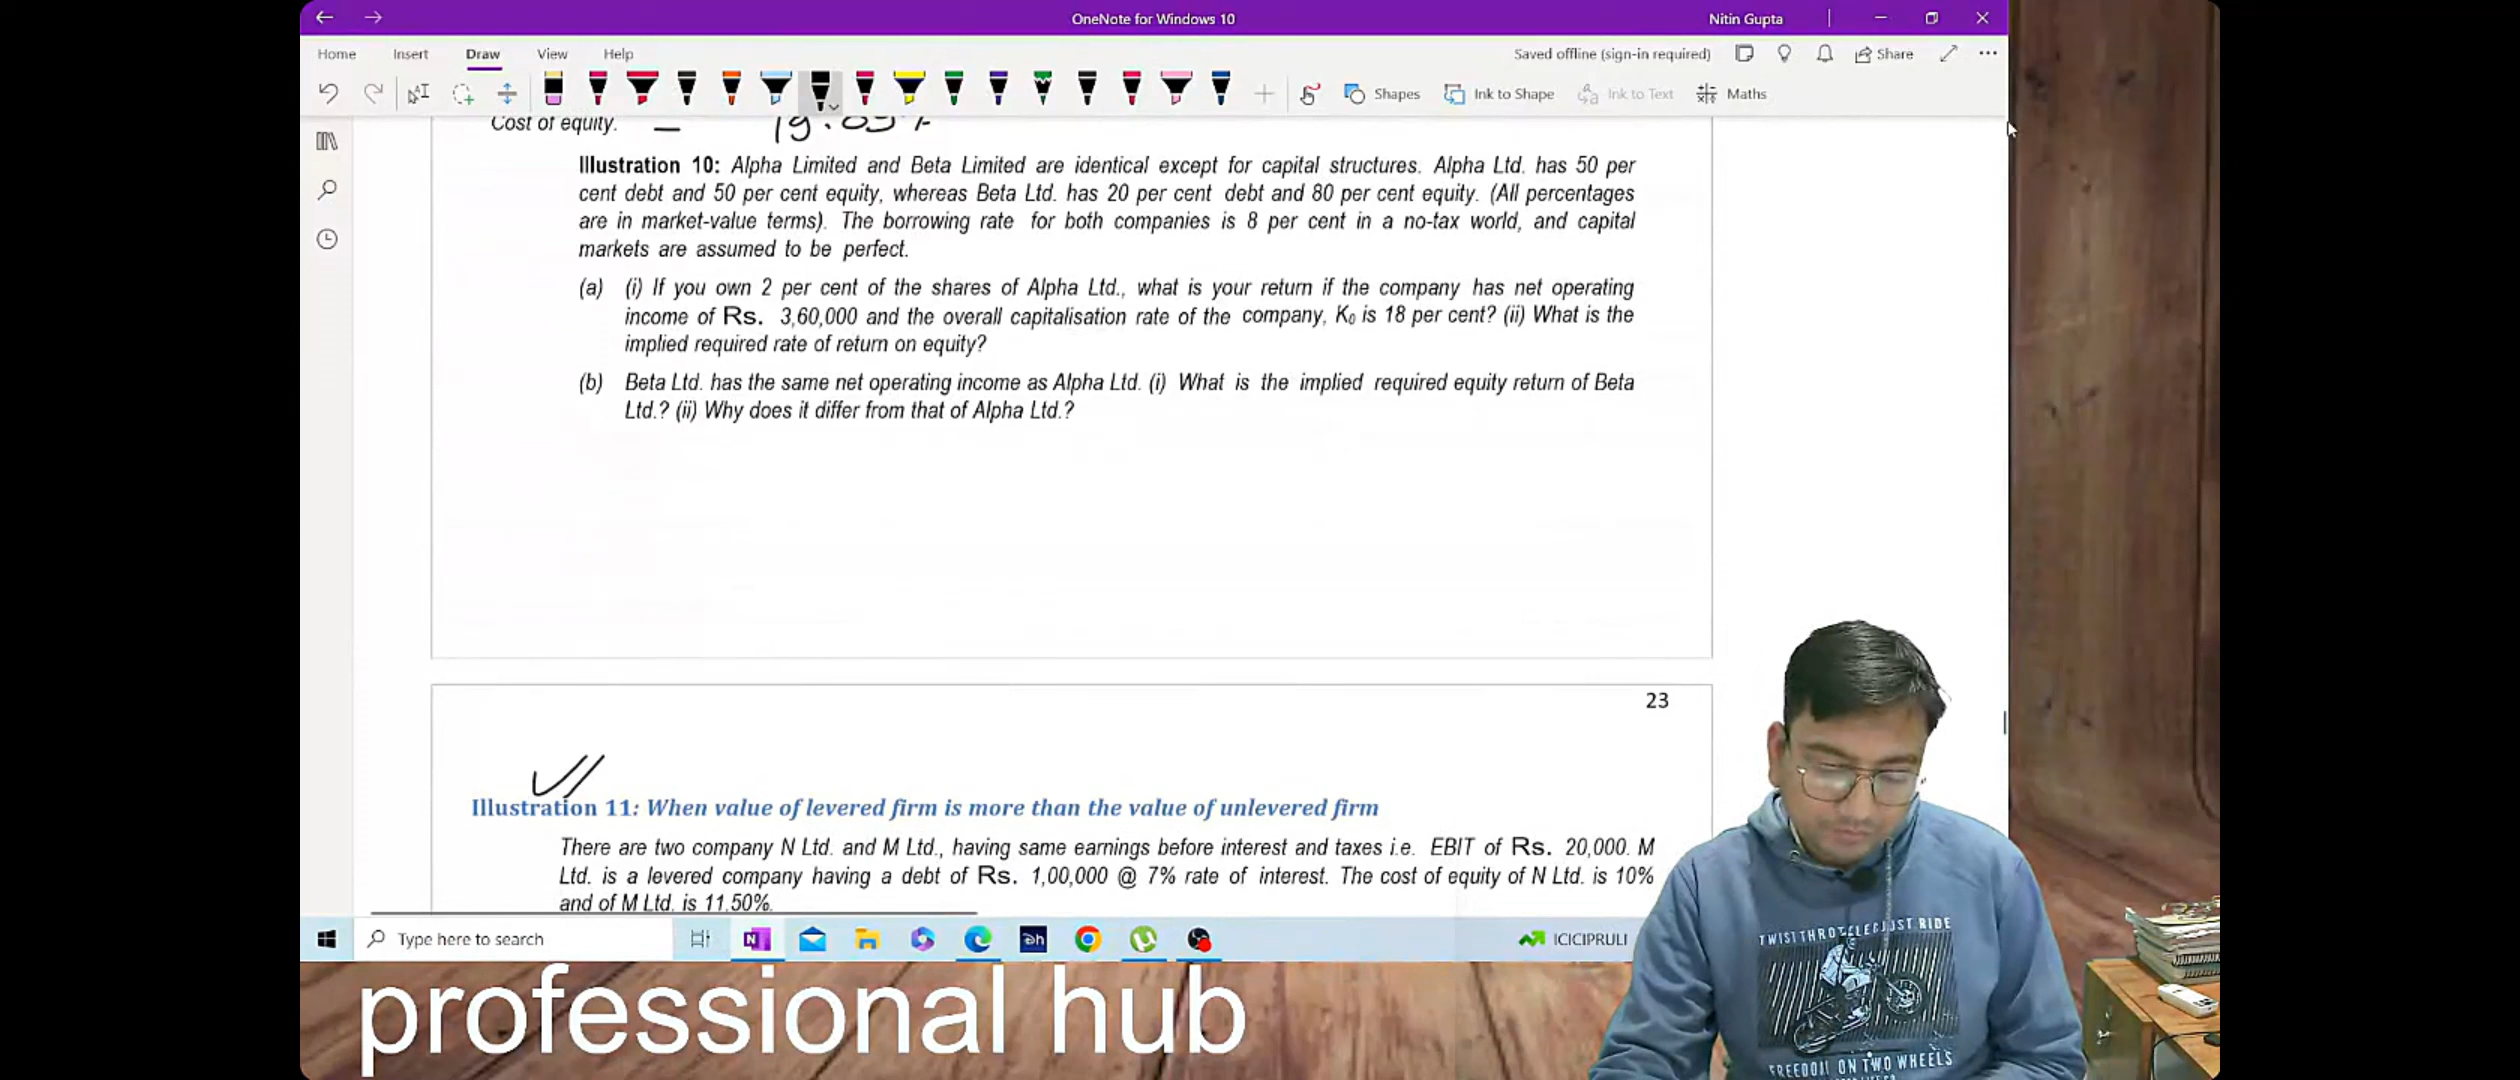 OneNote for Windows 10
Nitin Gupta
Home Insert Draw View Help
Saved offline (sign-in required) Share
Shapes Ink to Shape Ink to Text Maths
Cost of equity. = 19.
Illustration 10: Alpha Limited and Beta Limited are identical except for capital structures. Alpha Ltd. has 50 per
cent debt and 50 per cent equity, whereas Beta Ltd. has 20 per cent debt and 80 per cent equity. (All percentages
are in market-value terms). The borrowing rate for both companies is 8 per cent in a no-tax world, and capital
markets are assumed to be perfect.
(a) (i) If you own 2 per cent of the shares of Alpha Ltd., what is your return if the company has net operating
income of Rs. 3,60,000 and the overall capitalisation rate of the company, K0 is 18 per cent? (ii) What is the
implied required rate of return on equity?
(b) Beta Ltd. has the same net operating income as Alpha Ltd. (i) What is the implied required equity return of Beta
Ltd.? (ii) Why does it differ from that of Alpha Ltd.?
23
Illustration 11: When value of levered firm is more than the value of unlevered firm
There are two company N Ltd. and M Ltd., having same earnings before interest and taxes i.e. EBIT of Rs. 20,000. M
Ltd. is a levered company having a debt of Rs. 1,00,000 @ 7% rate of interest. The cost of equity of N Ltd. is 10%
and of M Ltd. is 11.50%.
Type here to search
ICICIPRULI
professional hub
JUST RIDE
FREEDOM ON TWO WHEELS